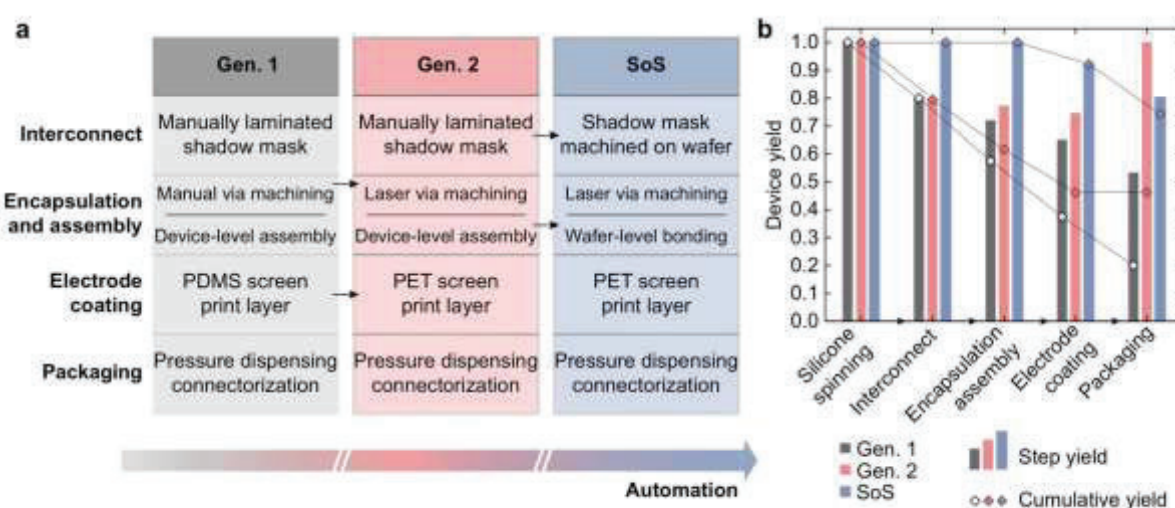 a
Gen. 1
Gen. 2
SoS
Interconnect
Manually laminated
shadow mask
Manually laminated
shadow mask
Shadow mask
machined on wafer
Encapsulation
and assembly
Manual via machining
Laser via machining
Laser via machining
Device-level assembly
Device-level assembly
Wafer-level bonding
Electrode
coating
PDMS screen
print layer
PET screen
print layer
PET screen
print layer
Packaging
Pressure dispensing
connectorization
Pressure dispensing
connectorization
Pressure dispensing
connectorization
Automation
b
Device yield
1.0
0.9
0.8
0.7
0.6
0.5
0.4
0.3
0.2
0.1
0.0
Silicone
spinning
Interconnect
Encapsulation
assembly
Electrode
coating
Packaging
Gen. 1
Gen. 2
SoS
Step yield
Cumulative yield